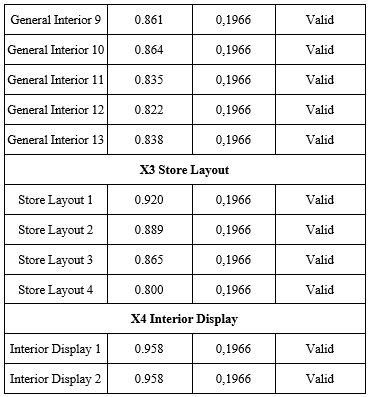 General Interior 9 0.861 0,1966 Valid
General Interior 10 0.864 0,1966 Valid
General Interior 11 0.835 0,1966 Valid
General Interior 12 0.822 0,1966 Valid
General Interior 13 0.838 0,1966 Valid
X3 Store Layout
Store Layout 1 0.920 0,1966 Valid
Store Layout 2 0.889 0,1966 Valid
Store Layout 3 0.865 0,1966 Valid
Store Layout 4 0.800 0,1966 Valid
X4 Interior Display
Interior Display 1 0.958 0,1966 Valid
Interior Display 2 0.958 0,1966 Valid